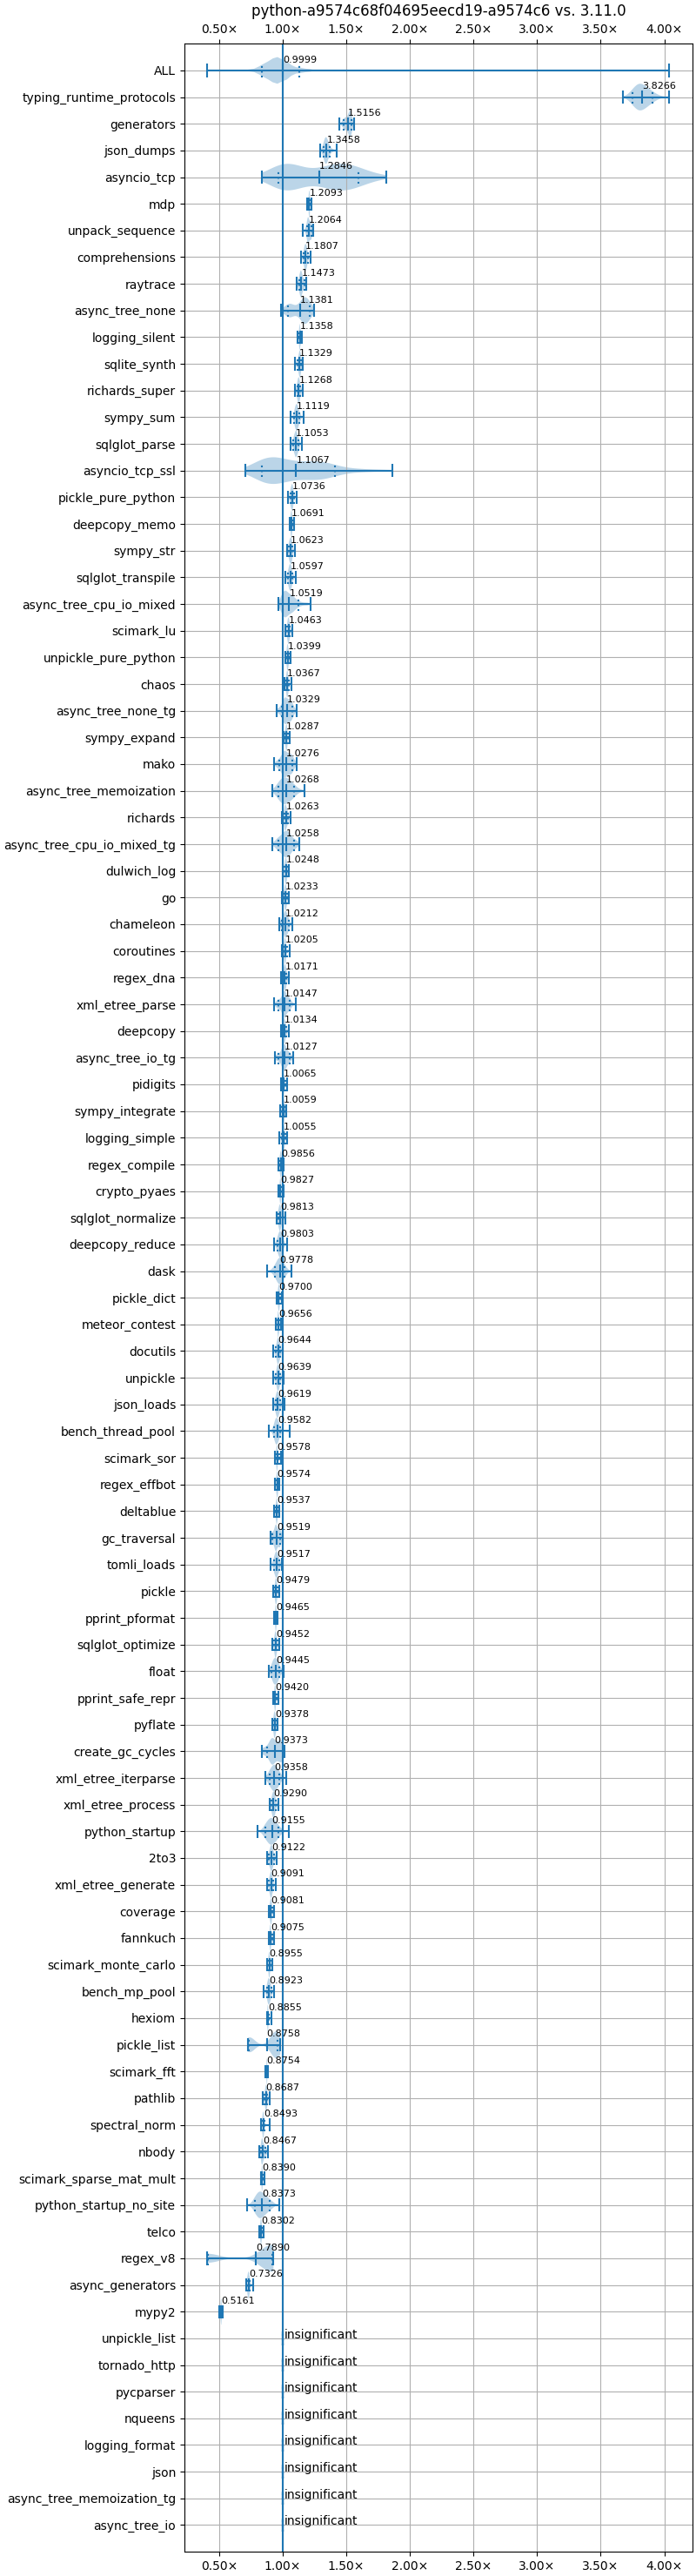 python-a9574c68f04695eecd19-a9574c6 vs. 3.11.0
0.50× 1.00× 1.50× 2.00× 2.50× 3.00× 3.50× 4.00×
ALL 0.9999
typing_runtime_protocols 3.8266
generators 1.5156
json_dumps 1.3458
asyncio_tcp 1.2846
mdp 1.2093
unpack_sequence 1.2064
comprehensions 1.1807
raytrace 1.1473
async_tree_none 1.1381
logging_silent 1.1358
sqlite_synth 1.1329
richards_super 1.1268
sympy_sum 1.1119
sqlglot_parse 1.1053
asyncio_tcp_ssl 1.1067
pickle_pure_python 1.0736
deepcopy_memo 1.0691
sympy_str 1.0623
sqlglot_transpile 1.0597
async_tree_cpu_io_mixed 1.0519
scimark_lu 1.0463
unpickle_pure_python 1.0399
chaos 1.0367
async_tree_none_tg 1.0329
sympy_expand 1.0287
mako 1.0276
async_tree_memoization 1.0268
richards 1.0263
async_tree_cpu_io_mixed_tg 1.0258
dulwich_log 1.0248
go 1.0233
chameleon 1.0212
coroutines 1.0205
regex_dna 1.0171
xml_etree_parse 1.0147
deepcopy 1.0134
async_tree_io_tg 1.0127
pidigits 1.0065
sympy_integrate 1.0059
logging_simple 1.0055
regex_compile 0.9856
crypto_pyaes 0.9827
sqlglot_normalize 0.9813
deepcopy_reduce 0.9803
dask 0.9778
pickle_dict 0.9700
meteor_contest 0.9656
docutils 0.9644
unpickle 0.9639
json_loads 0.9619
bench_thread_pool 0.9582
scimark_sor 0.9578
regex_effbot 0.9574
deltablue 0.9537
gc_traversal 0.9519
tomli_loads 0.9517
pickle 0.9479
pprint_pformat 0.9465
sqlglot_optimize 0.9452
float 0.9445
pprint_safe_repr 0.9420
pyflate 0.9378
create_gc_cycles 0.9373
xml_etree_iterparse 0.9358
xml_etree_process 0.9290
python_startup 0.9155
2to3 0.9122
xml_etree_generate 0.9091
coverage 0.9081
fannkuch 0.9075
scimark_monte_carlo 0.8955
bench_mp_pool 0.8923
hexiom 0.8855
pickle_list 0.8758
scimark_fft 0.8754
pathlib 0.8687
spectral_norm 0.8493
nbody 0.8467
scimark_sparse_mat_mult 0.8390
python_startup_no_site 0.8373
telco 0.8302
regex_v8 0.7890
async_generators 0.7326
mypy2 0.5161
unpickle_list insignificant
tornado_http insignificant
pycparser insignificant
nqueens insignificant
logging_format insignificant
json insignificant
async_tree_memoization_tg insignificant
async_tree_io insignificant
0.50× 1.00× 1.50× 2.00× 2.50× 3.00× 3.50× 4.00×